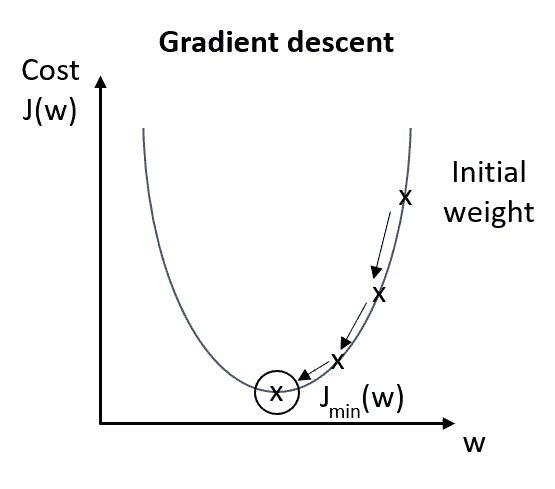 Gradient descent
Cost
J(w)
Initial
weight
x
x
x
x
Jmin(w)
w